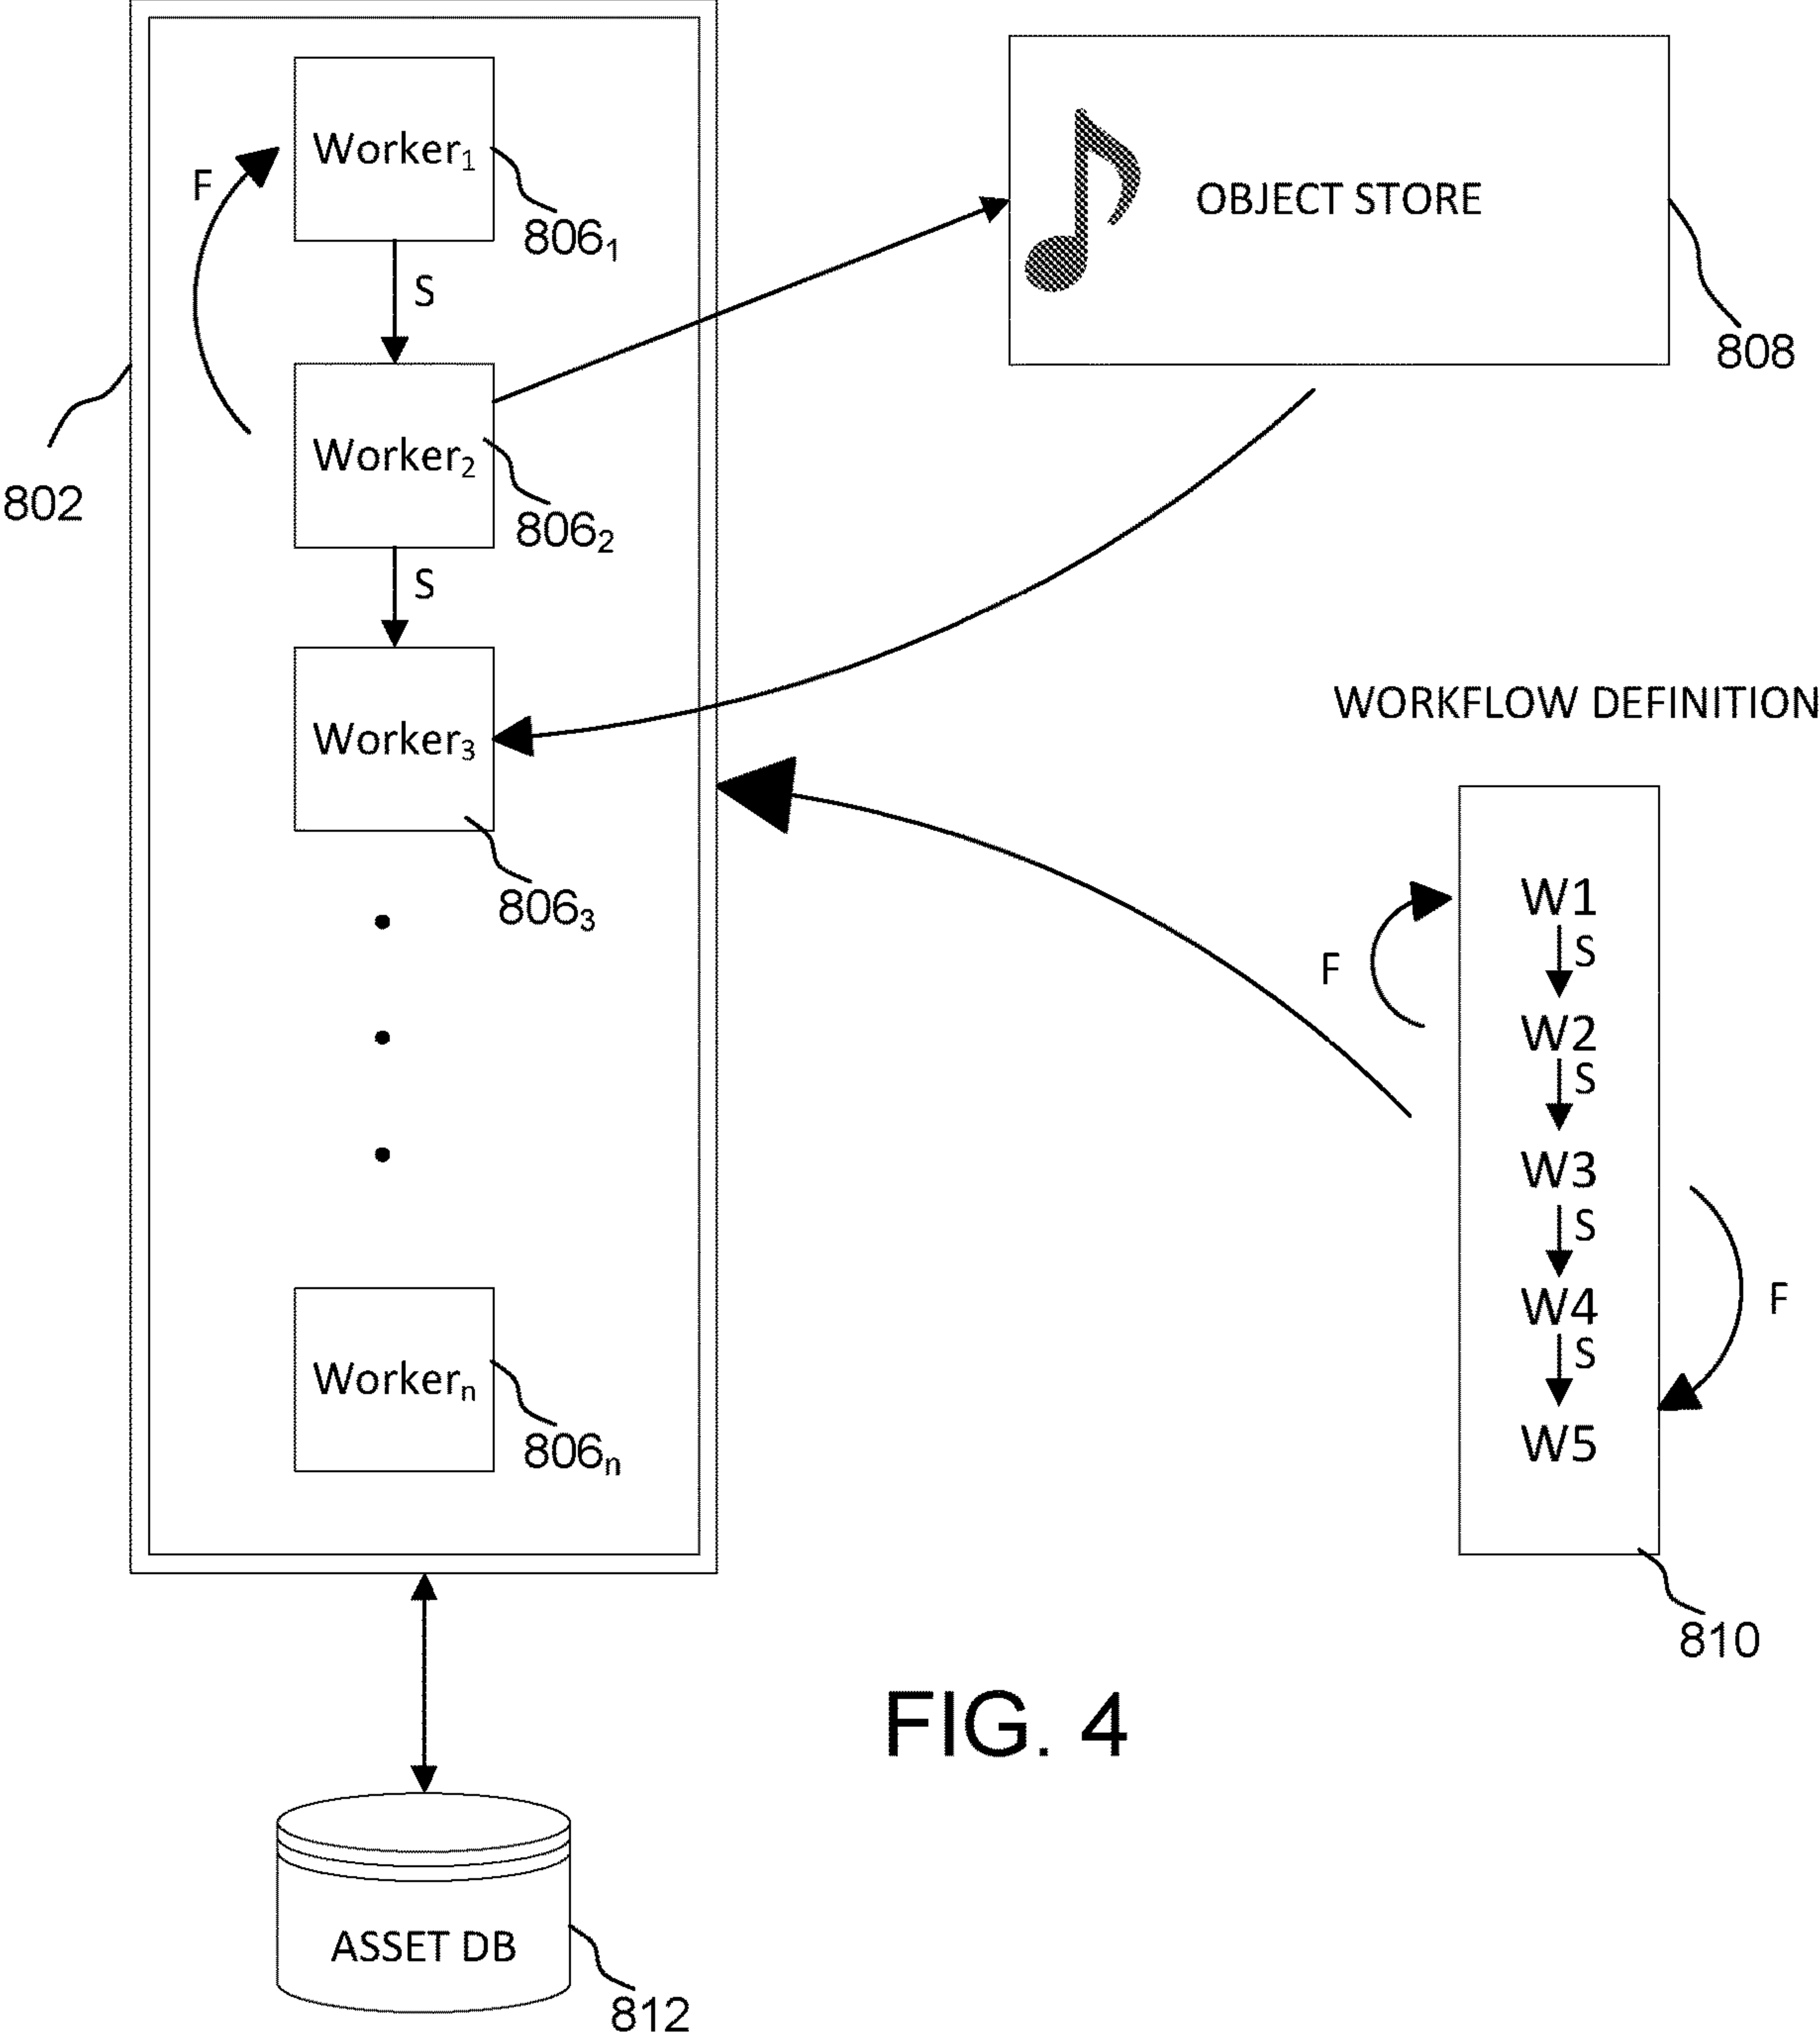 Worker1
F
8061
S
OBJECT STORE
808
Worker2
802
8062
S
Worker3
WORKFLOW DEFINITION
8063
W1
S
F
W2
S
W3
S
F
W4
S
W5
Workern
806n
810
FIG. 4
ASSET DB
812